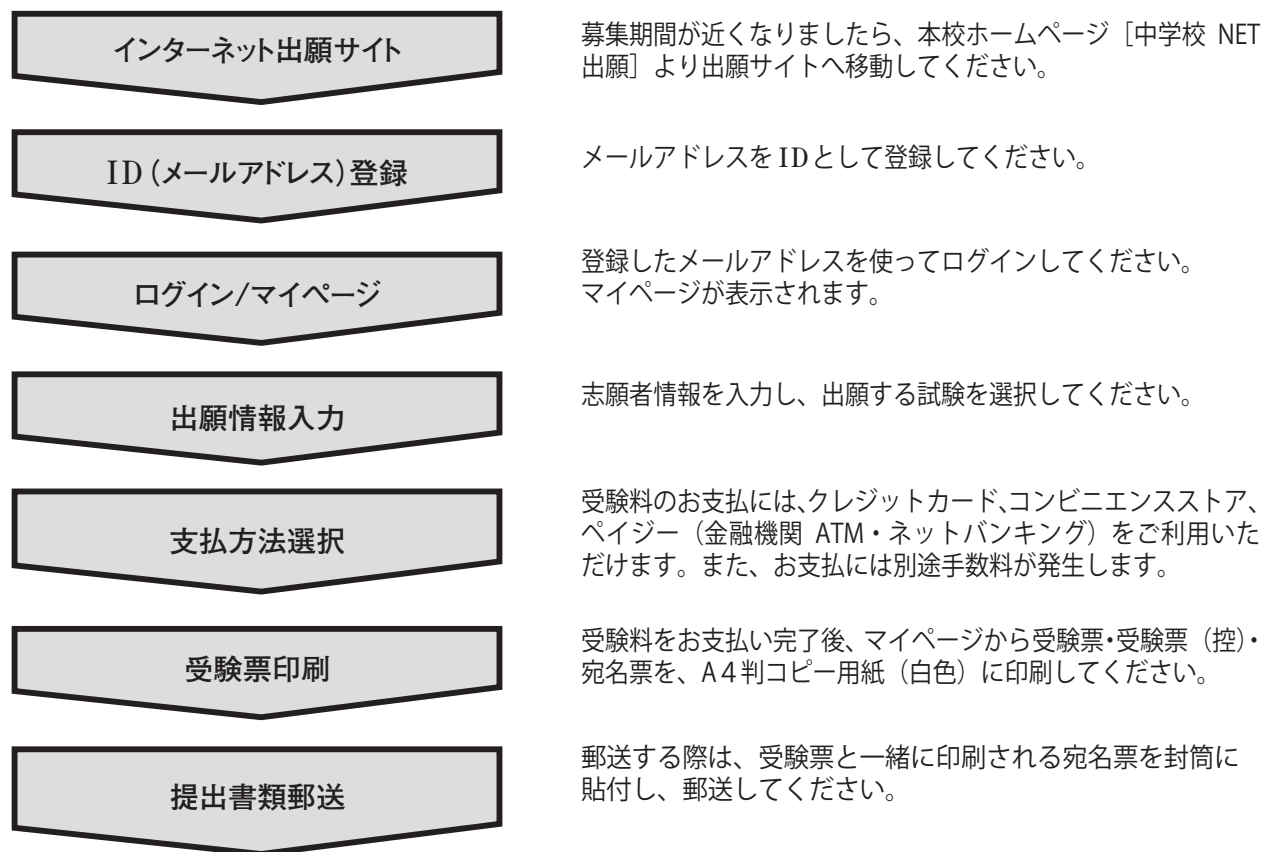 インターネット出願サイト
募集期間が近くなりましたら、本校ホームページ［中学校 NET
出願］より出願サイトへ移動してください。
ID（メールアドレス）登録
メールアドレスを ID として登録してください。
ログイン/マイページ
登録したメールアドレスを使ってログインしてください。
マイページが表示されます。
出願情報入力
志願者情報を入力し、出願する試験を選択してください。
支払方法選択
受験料のお支払には、クレジットカード、コンビニエンスストア、
ペイジー（金融機関 ATM・ネットバンキング）をご利用いた
だけます。また、お支払には別途手数料が発生します。
受験票印刷
受験料をお支払い完了後、マイページから受験票・受験票（控）・
宛名票を、A４判コピー用紙（白色）に印刷してください。
提出書類郵送
郵送する際は、受験票と一緒に印刷される宛名票を封筒に
貼付し、郵送してください。